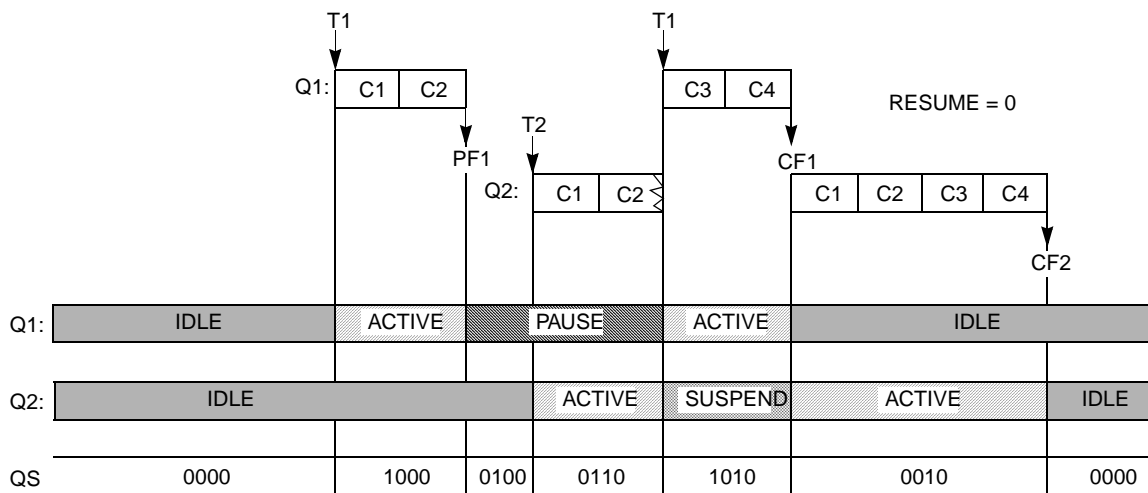 T1 T1
Q1: C1 C2 C3 C4
RESUME = 0
T2
PF1 CF1
Q2: C1 C2 C1 C2 C3 C4
CF2
Q1: IDLE ACTIVE PAUSE ACTIVE IDLE
Q2: IDLE ACTIVE SUSPEND ACTIVE IDLE
QS 0000 1000 0100 0110 1010 0010 0000